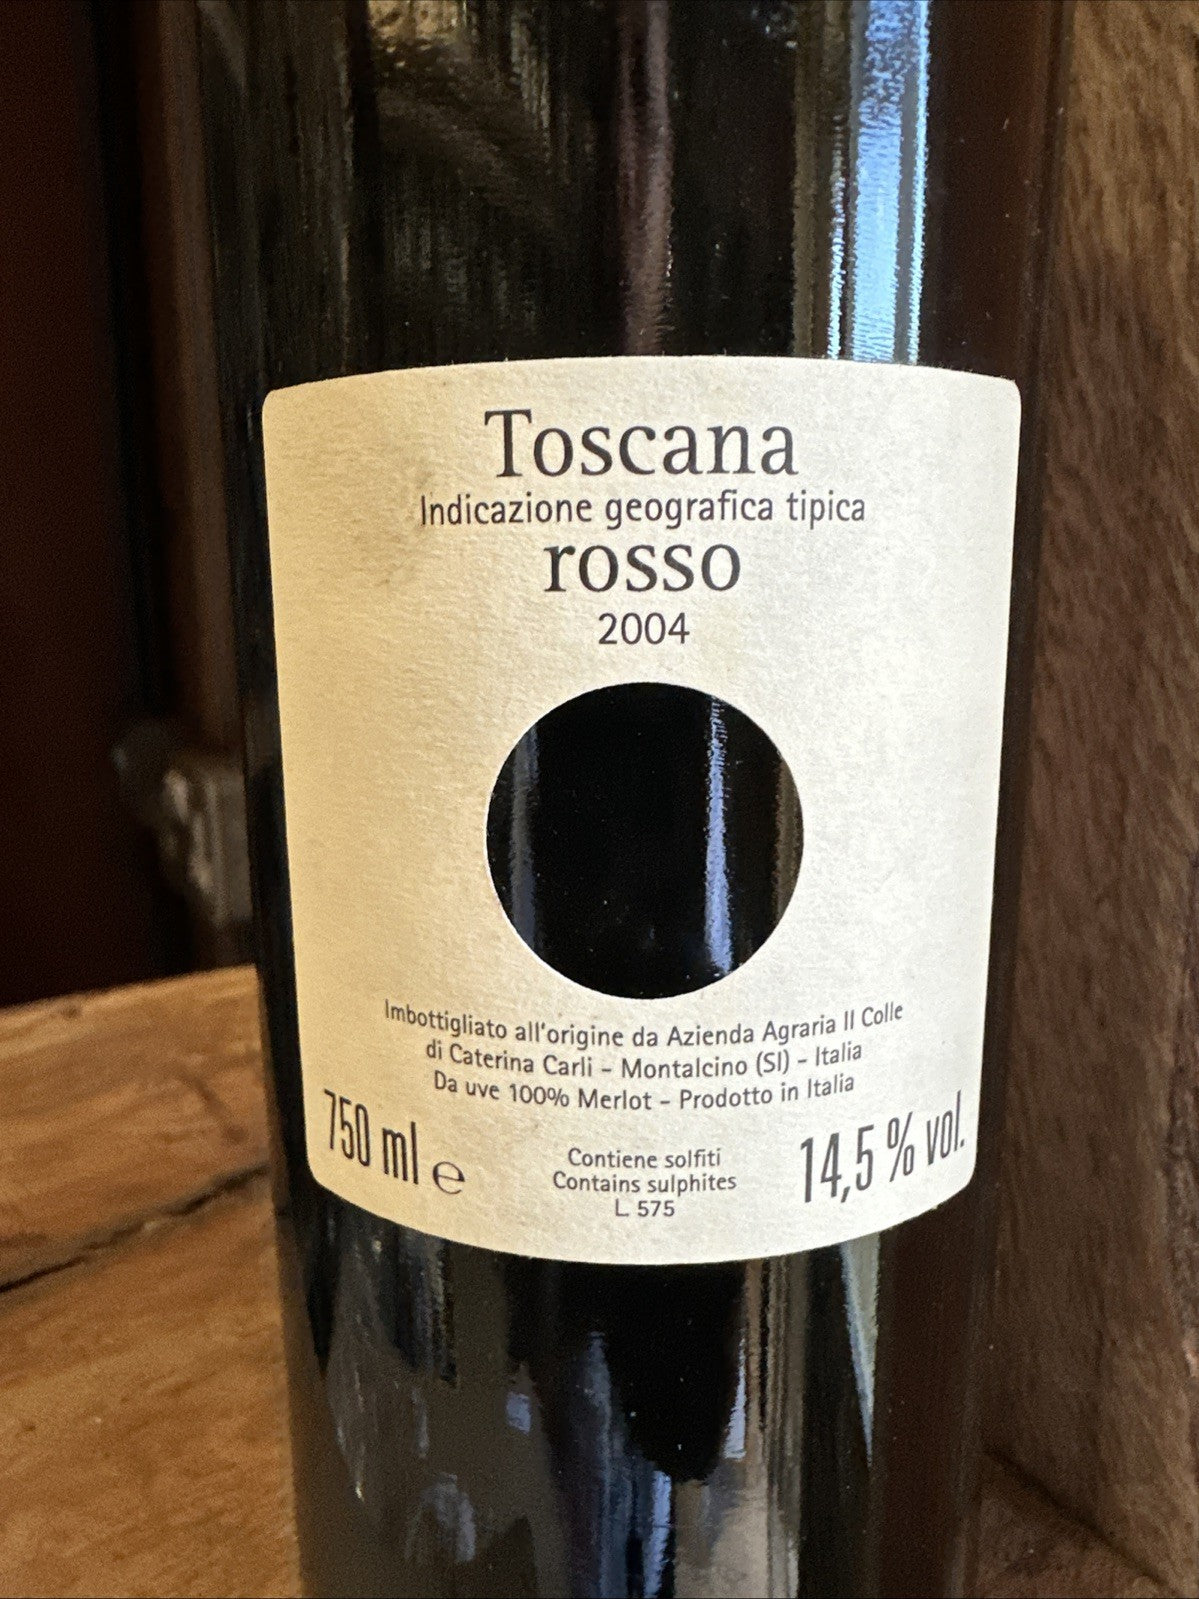 Toscana
Indicazione geografica tipica
rosso
2004
Imbottigliato all'origine da Azienda Agraria Il Colle
di Caterina Carli - Montalcino (SI) - Italia
Da uve 100% Merlot - Prodotto in Italia
750 ml e
Contiene solfiti
Contains sulphites
L. 575
14,5 % vol.